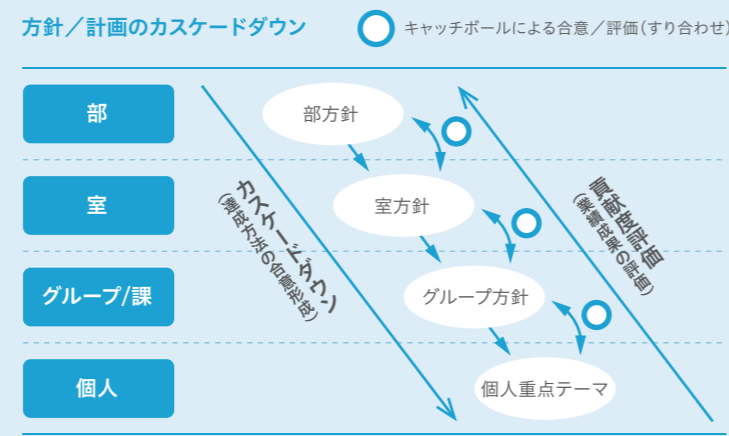 方針／計画のカスケードダウン
キャッチボールによる合意／評価(すり合わせ)
部
部方針
室
室方針
カスケードダウン
(達成方法の合意形成)
貢献度評価
(業績成果の評価)
グループ/課
グループ方針
個人
個人重点テーマ